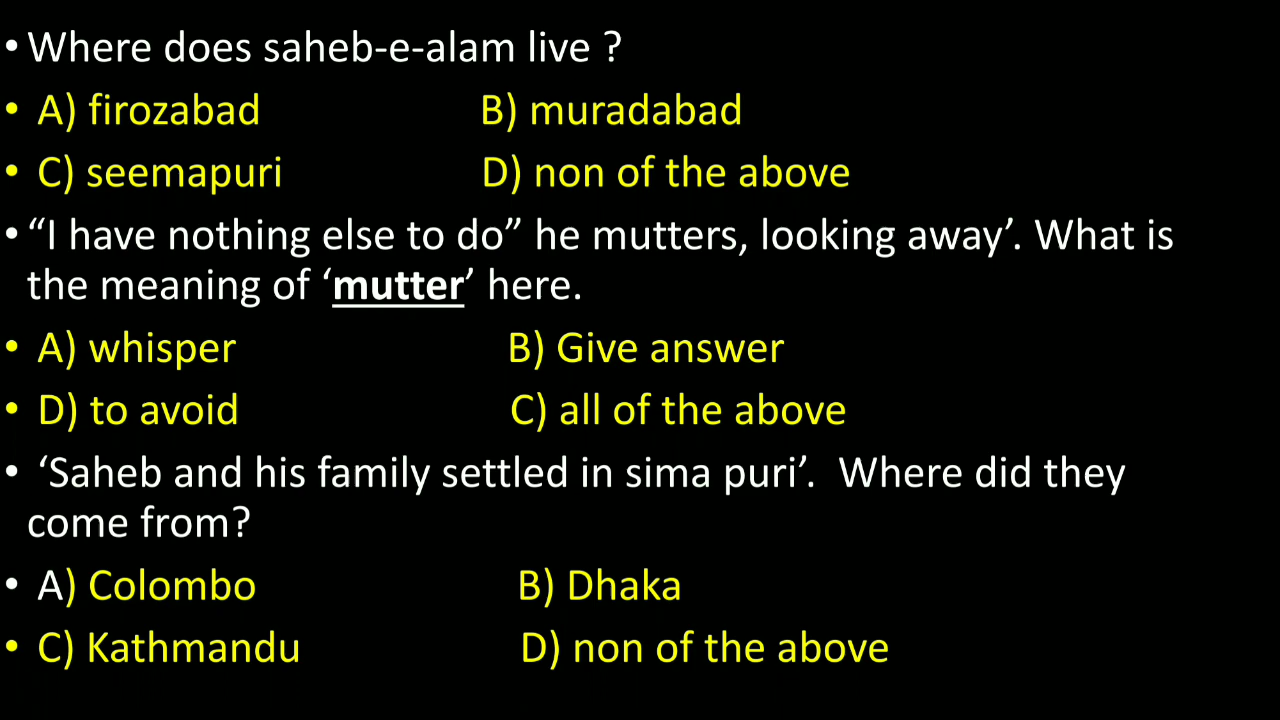 • Where does saheb-e-alam live ?
• A) firozabad B) muradabad
• C) seemapuri D) non of the above
• “I have nothing else to do” he mutters, looking away’. What is
the meaning of ‘mutter’ here.
• A) whisper B) Give answer
• D) to avoid C) all of the above
• ‘Saheb and his family settled in sima puri’. Where did they
come from?
• A) Colombo B) Dhaka
• C) Kathmandu D) non of the above